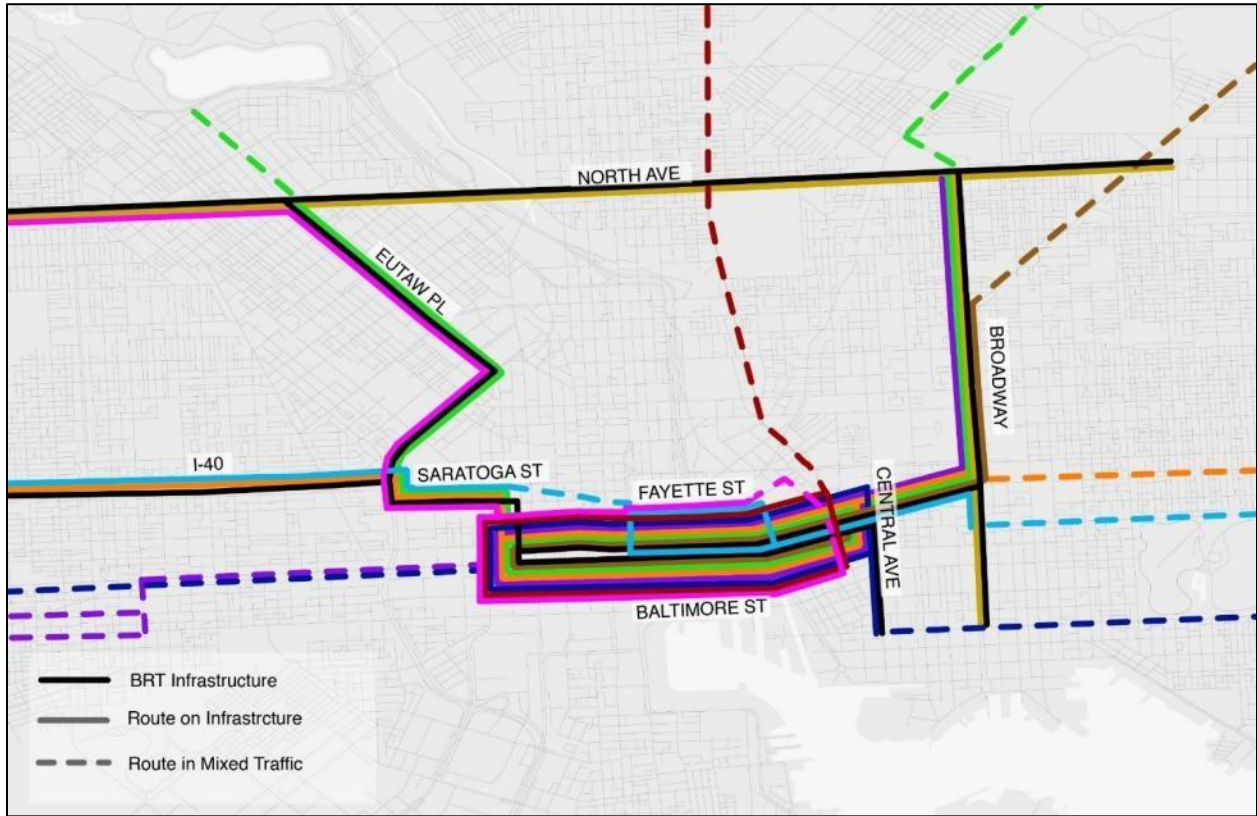 NORTH AVE
EUTAW PL
BROADWAY
I-40
SARATOGA ST
FAYETTE ST
CENTRAL AVE
BALTIMORE ST
BRT Infrastructure
Route on Infrastrcture
Route in Mixed Traffic